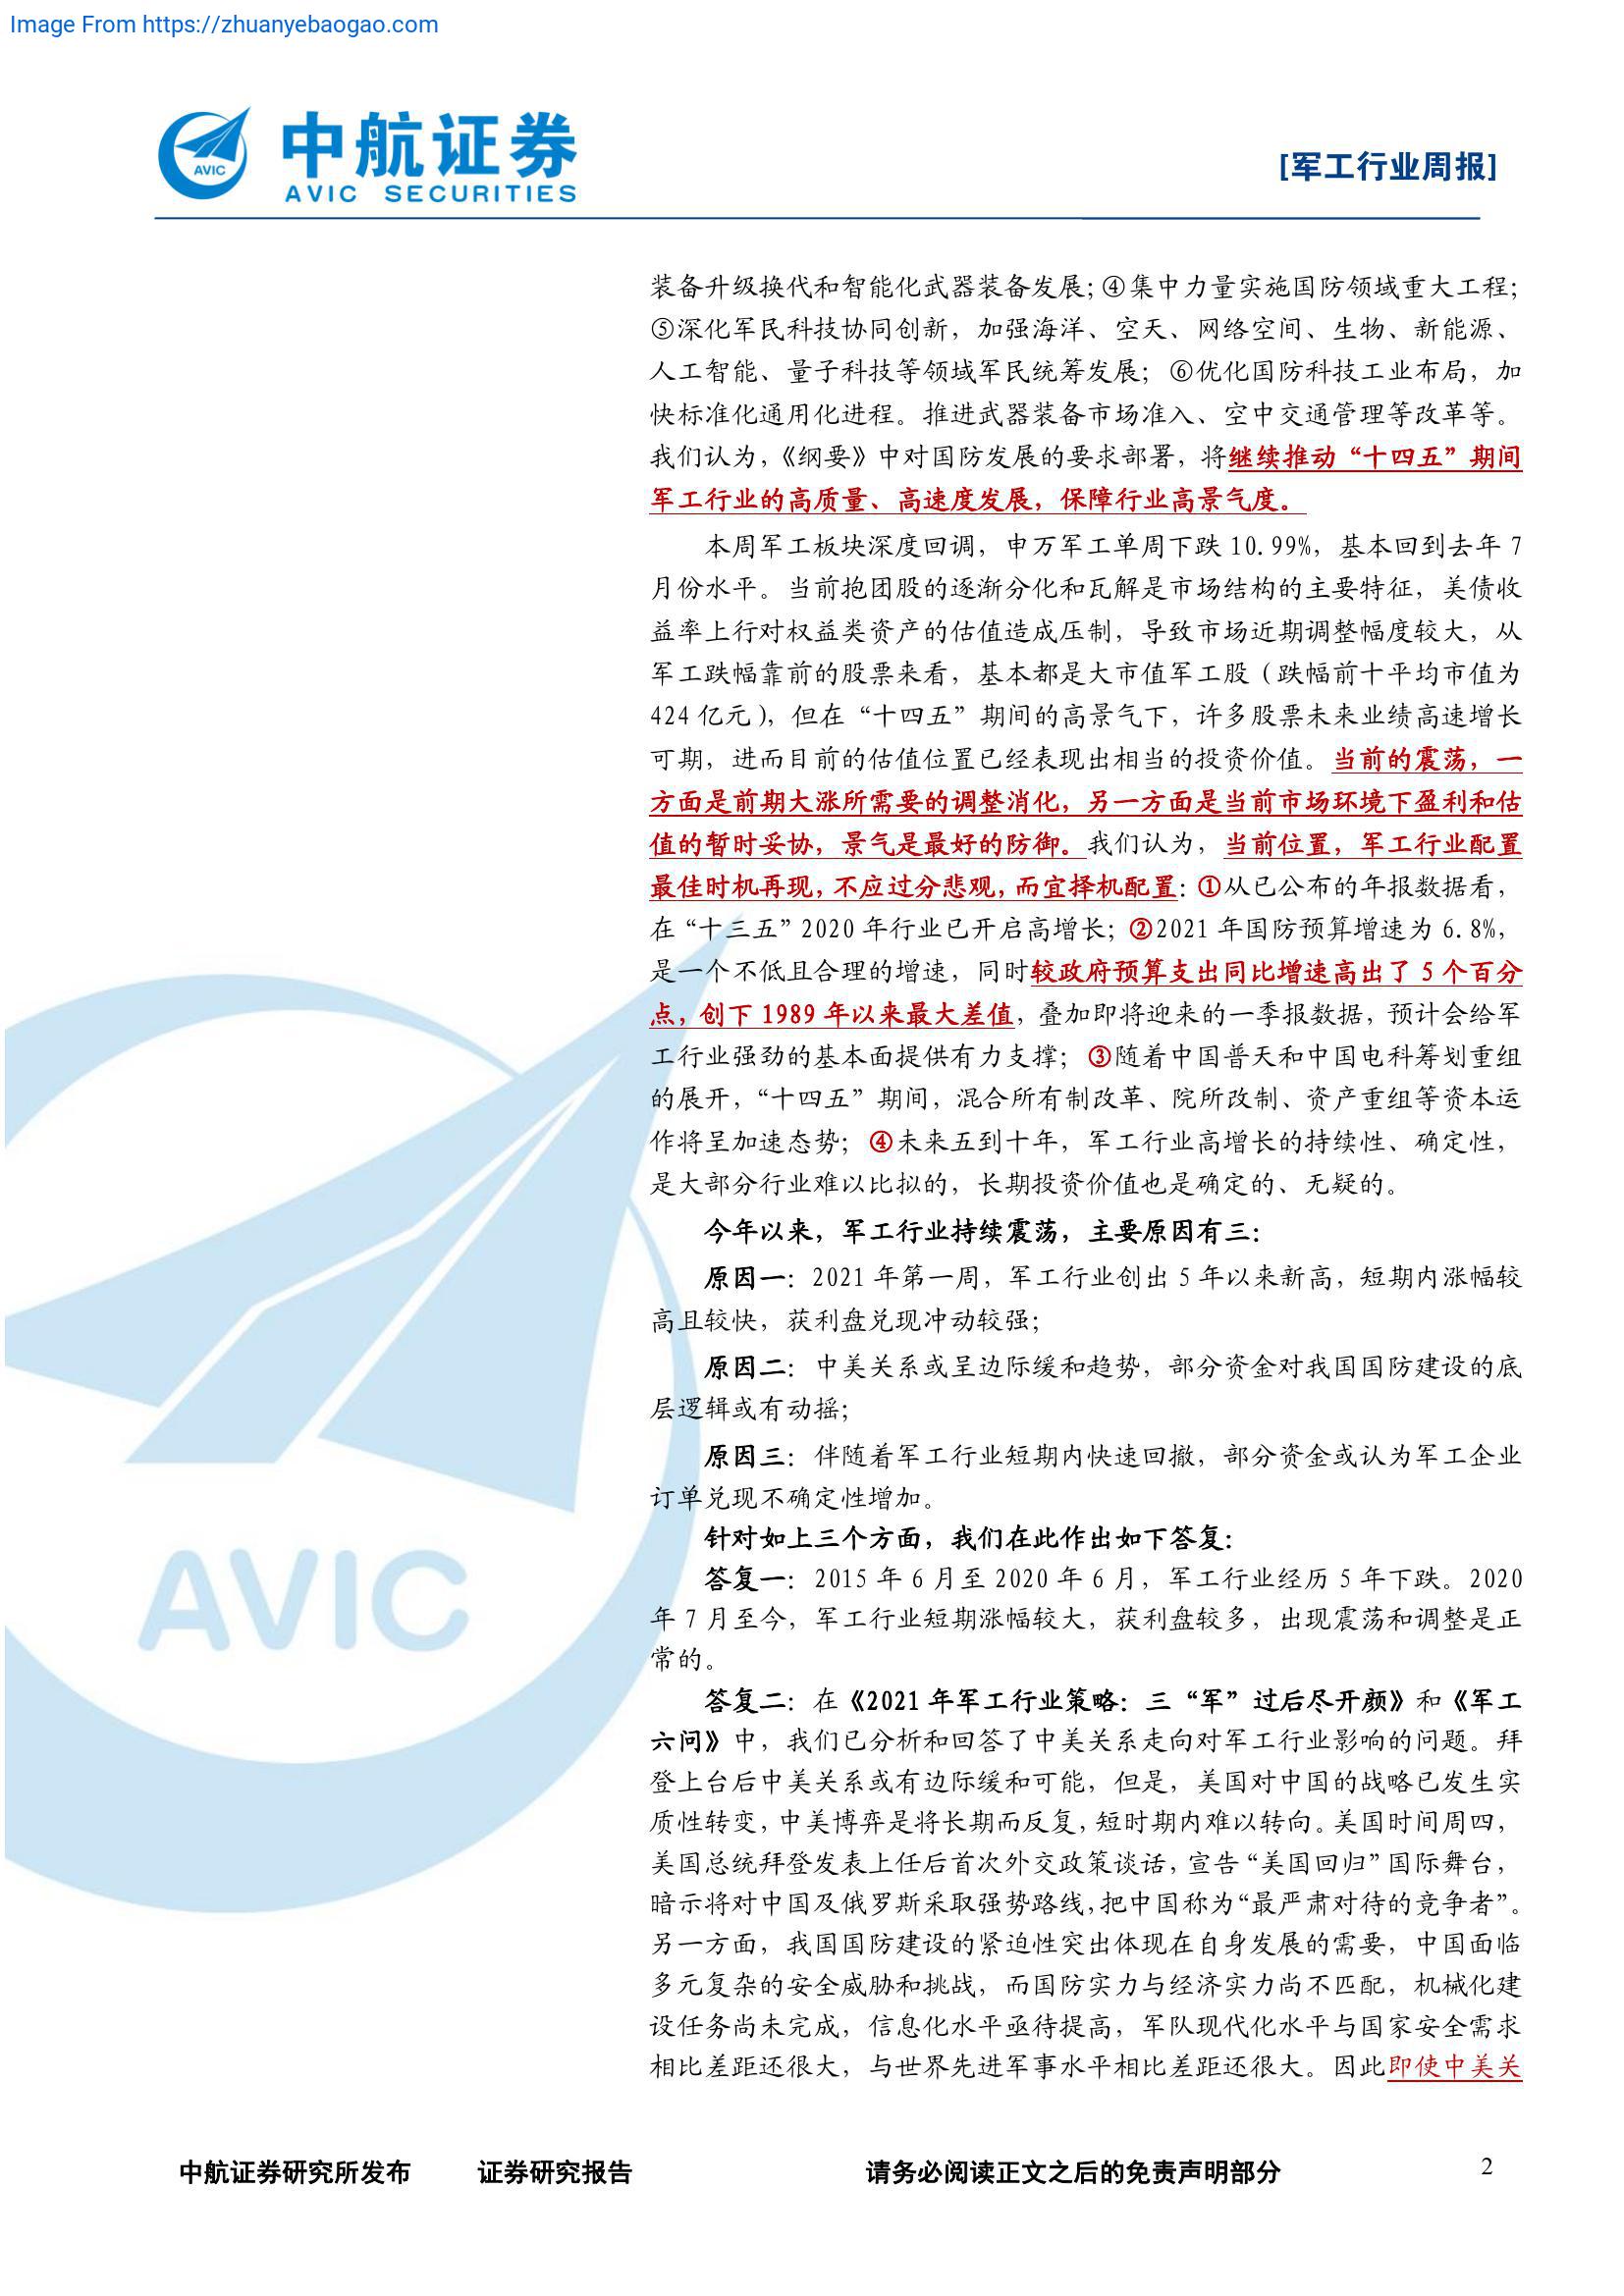 Image From https://zhuanyebaogao.com
中航证券
AVIC SECURITIES
AVIC
[军工行业周报]
装备升级换代和智能化武器装备发展；④集中力量实施国防领域重大工程；
⑤深化军民科技协同创新，加强海洋、空天、网络空间、生物、新能源、
人工智能、量子科技等领域军民统筹发展；⑥优化国防科技工业布局，加
快标准化通用化进程。推进武器装备市场准入、空中交通管理等改革等。
我们认为，《纲要》中对国防发展的要求部署，将继续推动“十四五”期间
军工行业的高质量、高速度发展，保障行业高景气度。
本周军工板块深度回调，申万军工单周下跌 10.99%，基本回到去年 7
月份水平。当前抱团股的逐渐分化和瓦解是市场结构的主要特征，美债收
益率上行对权益类资产的估值造成压制，导致市场近期调整幅度较大，从
军工跌幅靠前的股票来看，基本都是大市值军工股（跌幅前十平均市值为
424 亿元），但在“十四五”期间的高景气下，许多股票未来业绩高速增长
可期，进而目前的估值位置已经表现出相当的投资价值。当前的震荡，一
方面是前期大涨所需要的调整消化，另一方面是当前市场环境下盈利和估
值的暂时妥协，景气是最好的防御。我们认为，当前位置，军工行业配置
最佳时机再现，不应过分悲观，而宜择机配置：①从已公布的年报数据看，
在“十三五”2020 年行业已开启高增长；②2021 年国防预算增速为 6.8%，
是一个不低且合理的增速，同时较政府预算支出同比增速高出了 5 个百分
点，创下 1989 年以来最大差值，叠加即将迎来的一季报数据，预计会给军
工行业强劲的基本面提供有力支撑；③随着中国普天和中国电科筹划重组
的展开，“十四五”期间，混合所有制改革、院所改制、资产重组等资本运
作将呈加速态势；④未来五到十年，军工行业高增长的持续性、确定性，
是大部分行业难以比拟的，长期投资价值也是确定的、无疑的。
今年以来，军工行业持续震荡，主要原因有三：
原因一：2021 年第一周，军工行业创出 5 年以来新高，短期内涨幅较
高且较快，获利盘兑现冲动较强；
原因二：中美关系或呈边际缓和趋势，部分资金对我国国防建设的底
层逻辑或有动摇；
原因三：伴随着军工行业短期内快速回撤，部分资金或认为军工企业
订单兑现不确定性增加。
针对如上三个方面，我们在此作出如下答复：
答复一：2015 年 6 月至 2020 年 6 月，军工行业经历 5 年下跌。2020
年 7 月至今，军工行业短期涨幅较大，获利盘较多，出现震荡和调整是正
常的。
答复二：在《2021 年军工行业策略：三“军”过后尽开颜》和《军工
六问》中，我们已分析和回答了中美关系走向对军工行业影响的问题。拜
登上台后中美关系或有边际缓和可能，但是，美国对中国的战略已发生实
质性转变，中美博弈是将长期而反复，短时期内难以转向。美国时间周四，
美国总统拜登发表上任后首次外交政策谈话，宣告“美国回归”国际舞台，
暗示将对中国及俄罗斯采取强势路线，把中国称为“最严肃对待的竞争者”。
另一方面，我国国防建设的紧迫性突出体现在自身发展的需要，中国面临
多元复杂的安全威胁和挑战，而国防实力与经济实力尚不匹配，机械化建
设任务尚未完成，信息化水平亟待提高，军队现代化水平与国家安全需求
相比差距还很大，与世界先进军事水平相比差距还很大。因此即使中美关
AVIC
中航证券研究所发布 证券研究报告 请务必阅读正文之后的免责声明部分 2